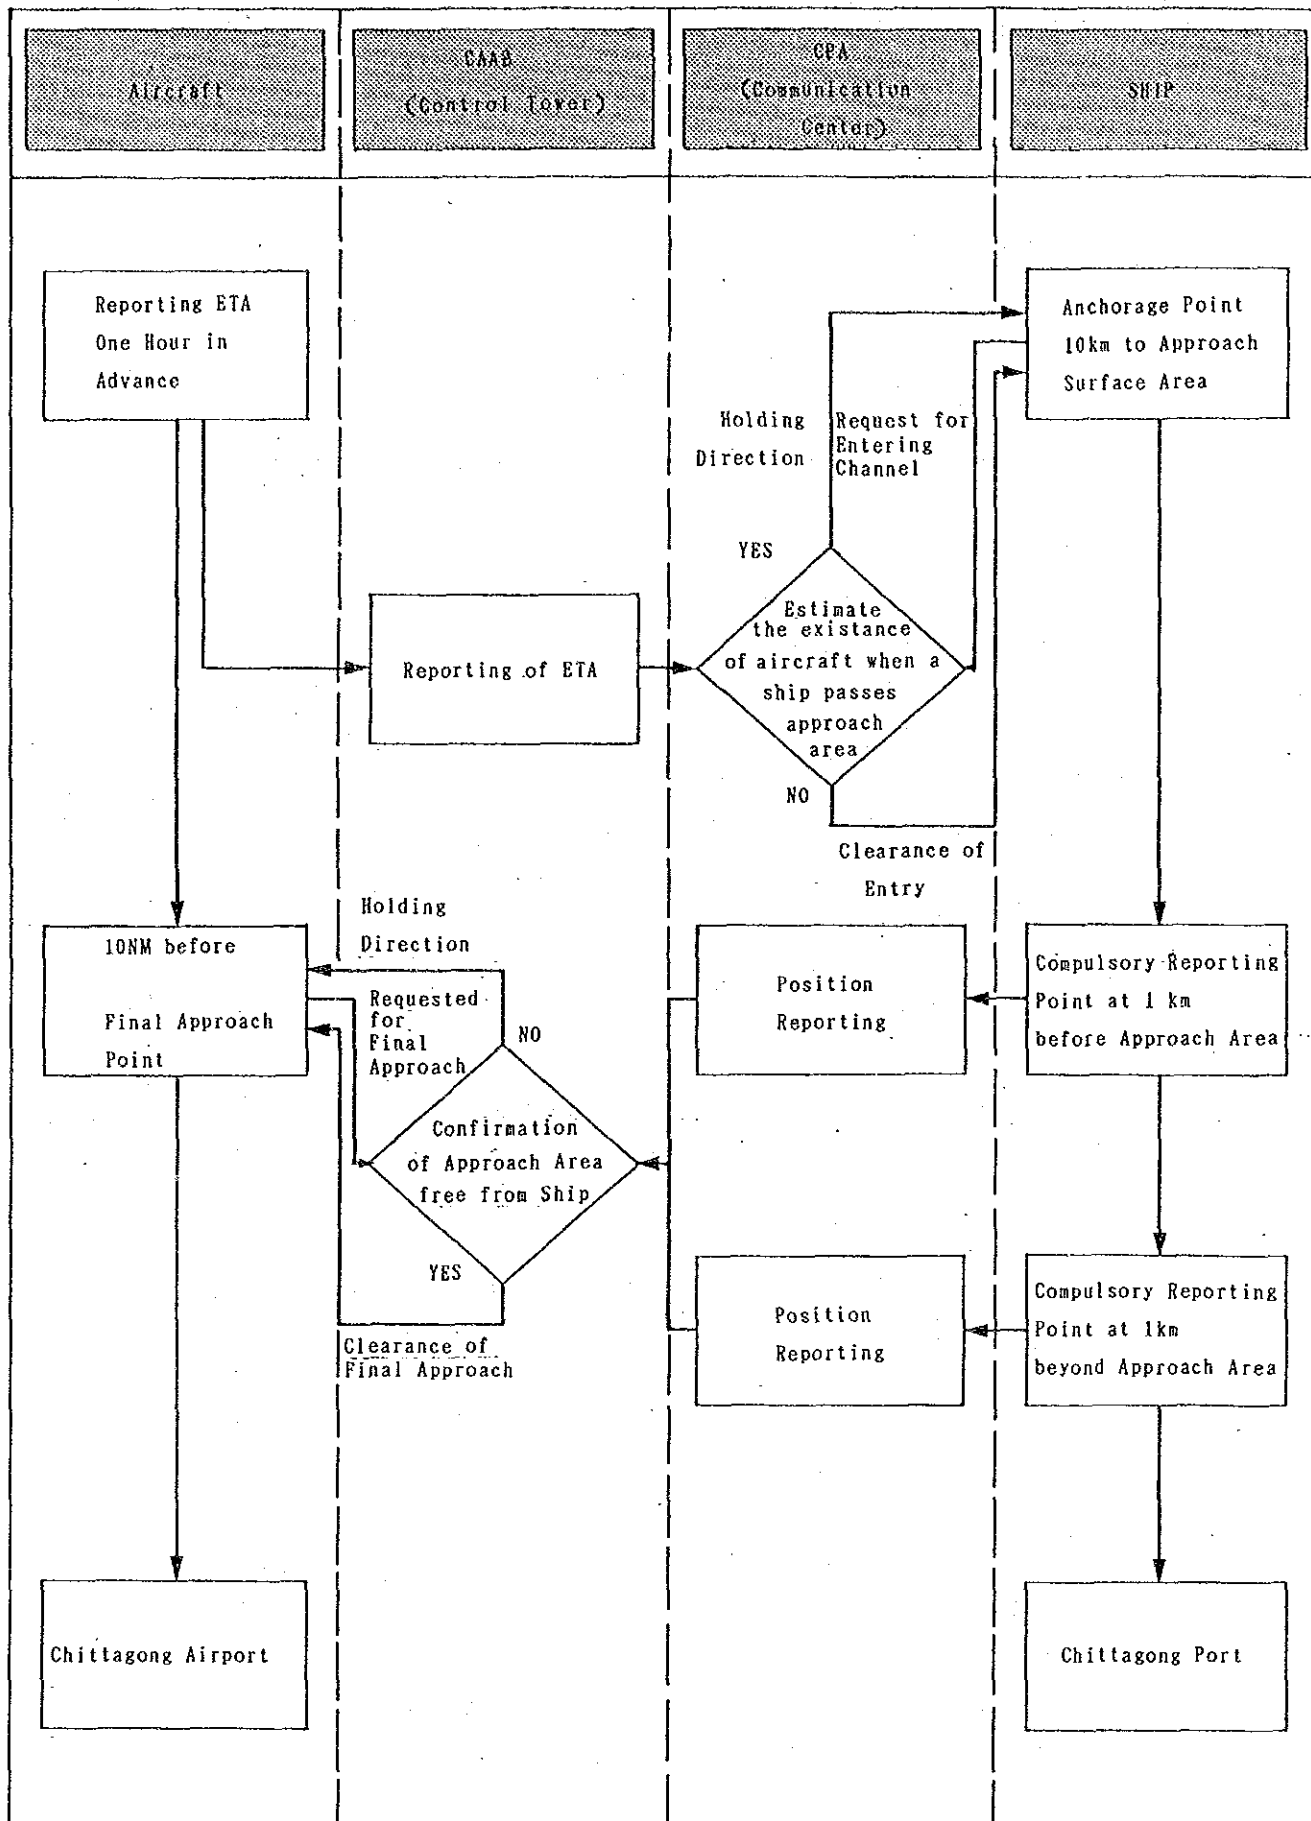 Aircraft
CAAB
(Control Tower)
CPA
(Communication
Center)
SHIP
Reporting ETA
One Hour in
Advance
Anchorage Point
10km to Approach
Surface Area
Holding
Direction
Request for
Entering
Channel
YES
Reporting of ETA
Estimate
the existance
of aircraft when a
ship passes
approach
area
NO
Clearance of
Entry
10NM before
Final Approach
Point
Holding
Direction
Requested
for
Final
Approach
NO
Confirmation
of Approach Area
free from Ship
YES
Clearance of
Final Approach
Position
Reporting
Compulsory Reporting
Point at 1 km
before Approach Area
Position
Reporting
Compulsory Reporting
Point at 1km
beyond Approach Area
Chittagong Airport
Chittagong Port